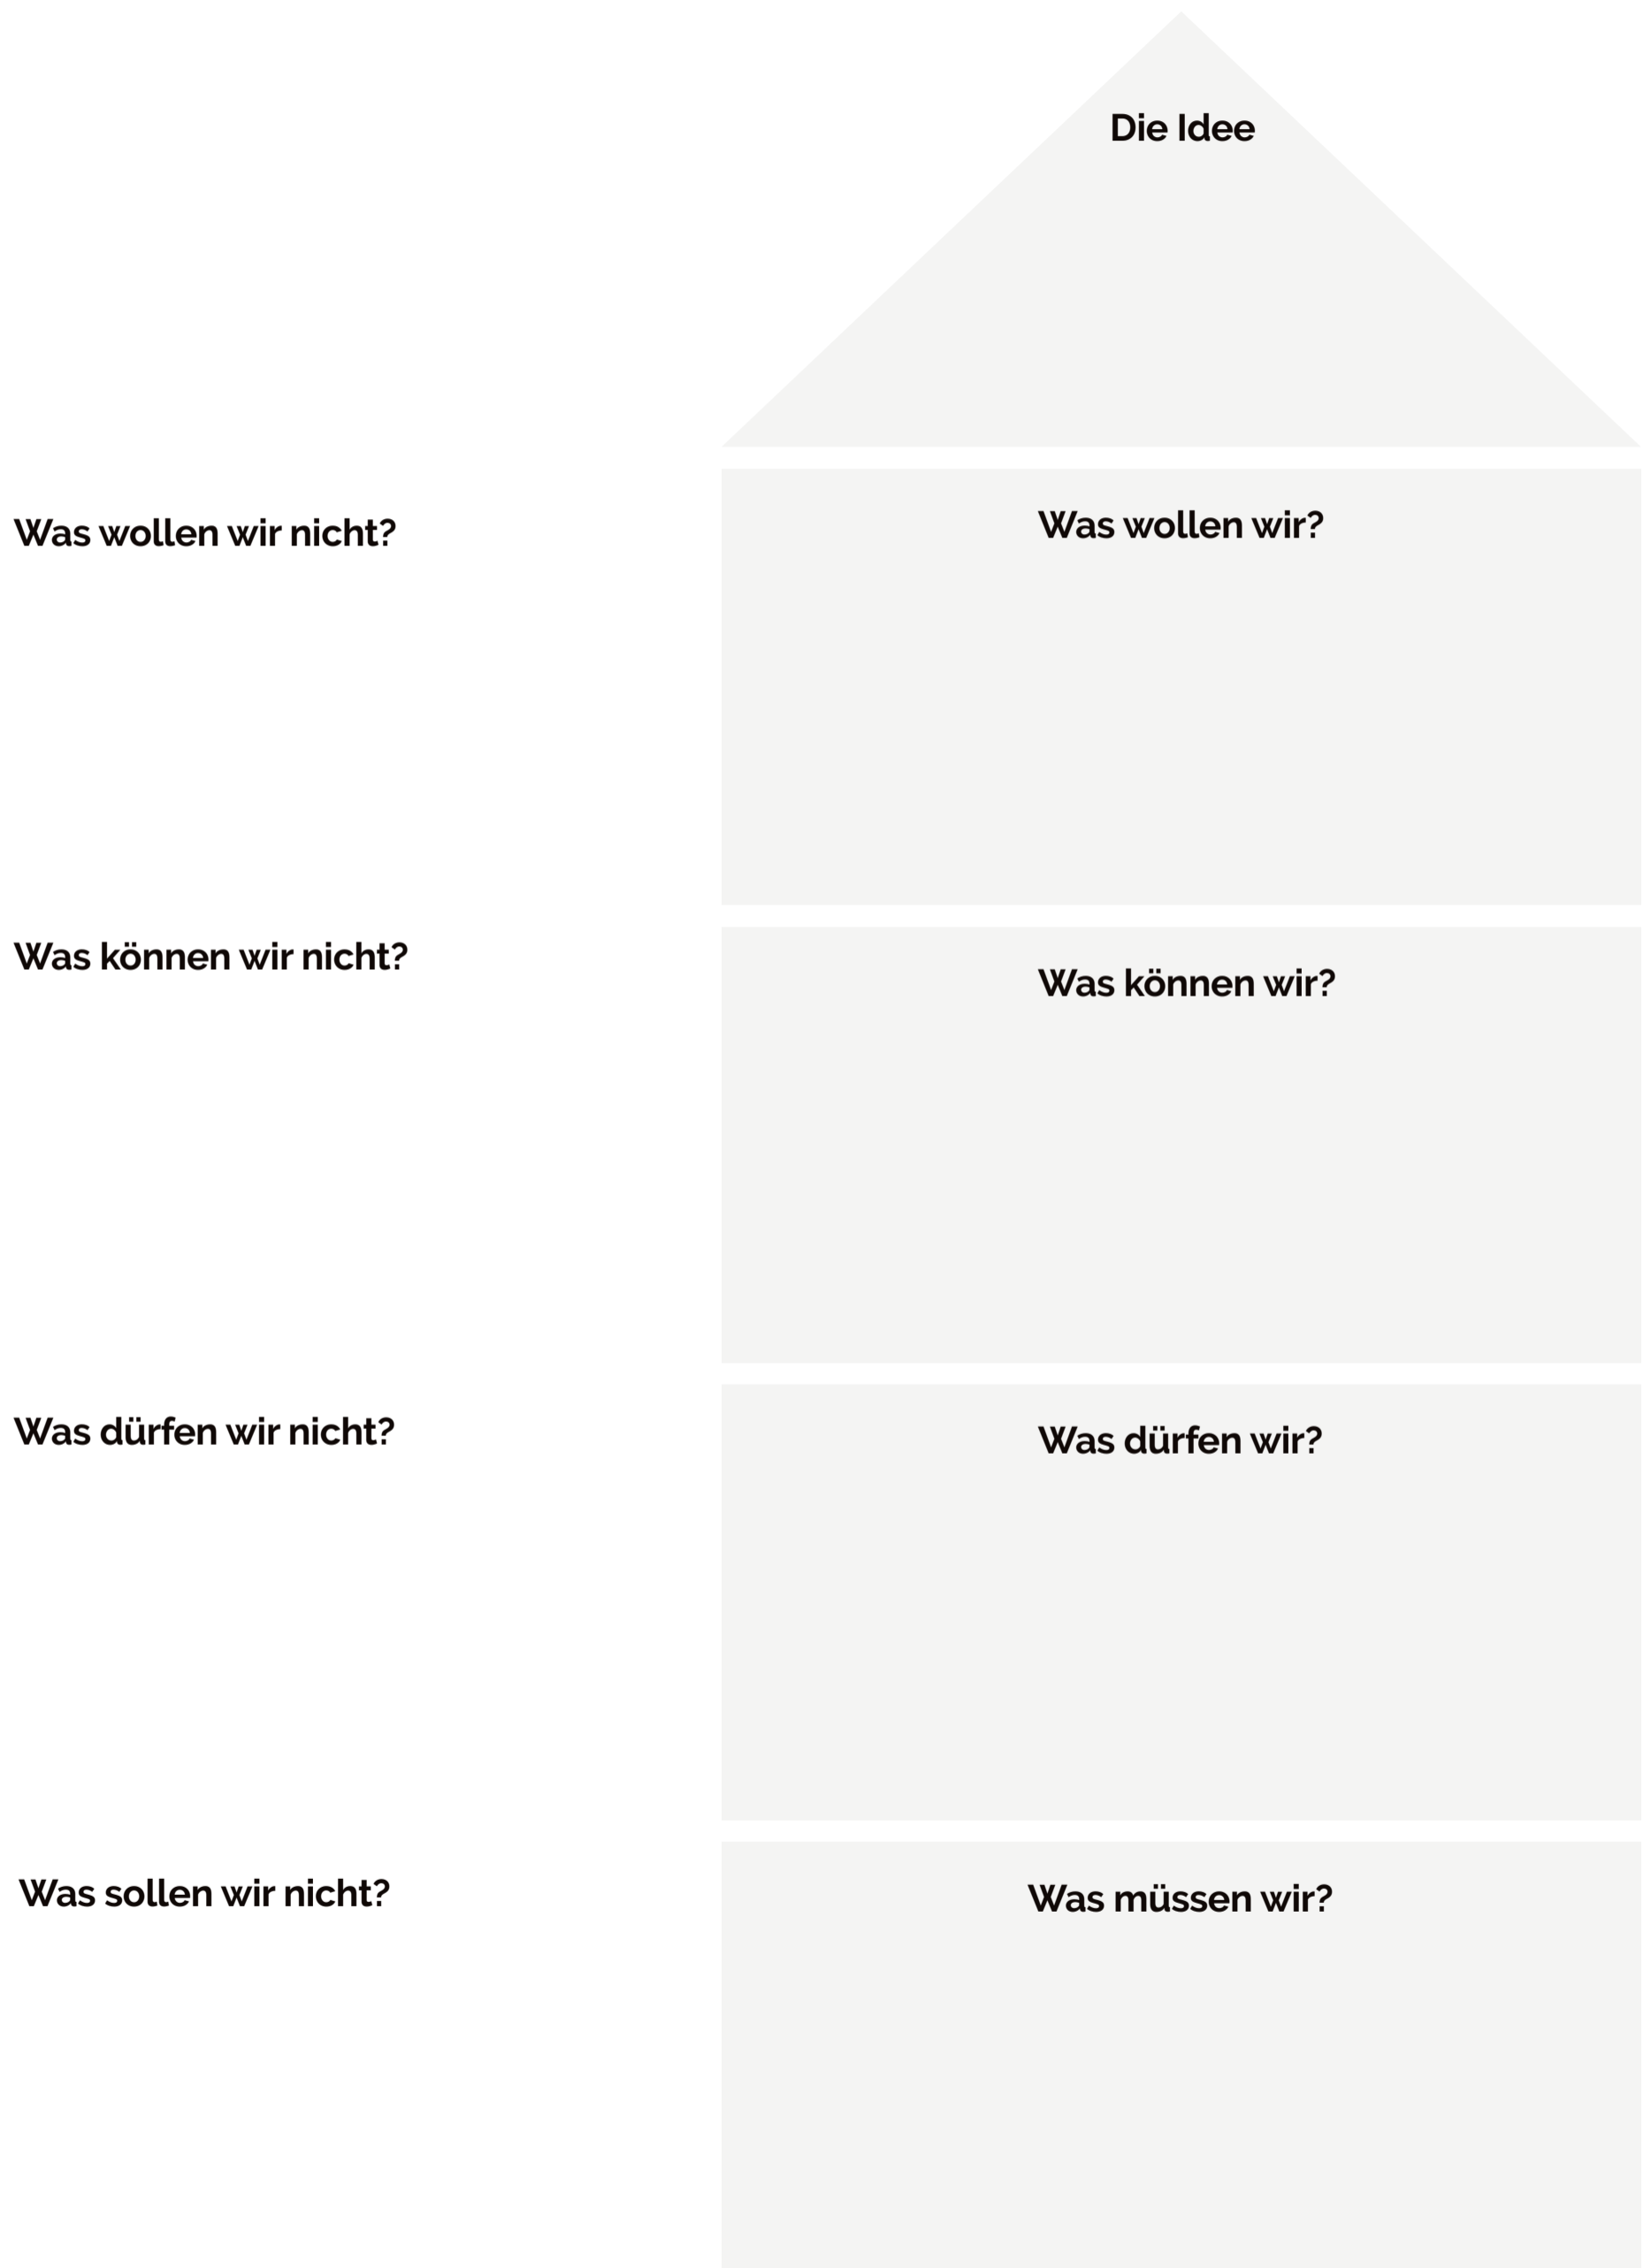 Die Idee
Was wollen wir nicht?
Was wollen wir?
Was können wir nicht?
Was können wir?
Was dürfen wir nicht?
Was dürfen wir?
Was sollen wir nicht?
Was müssen wir?